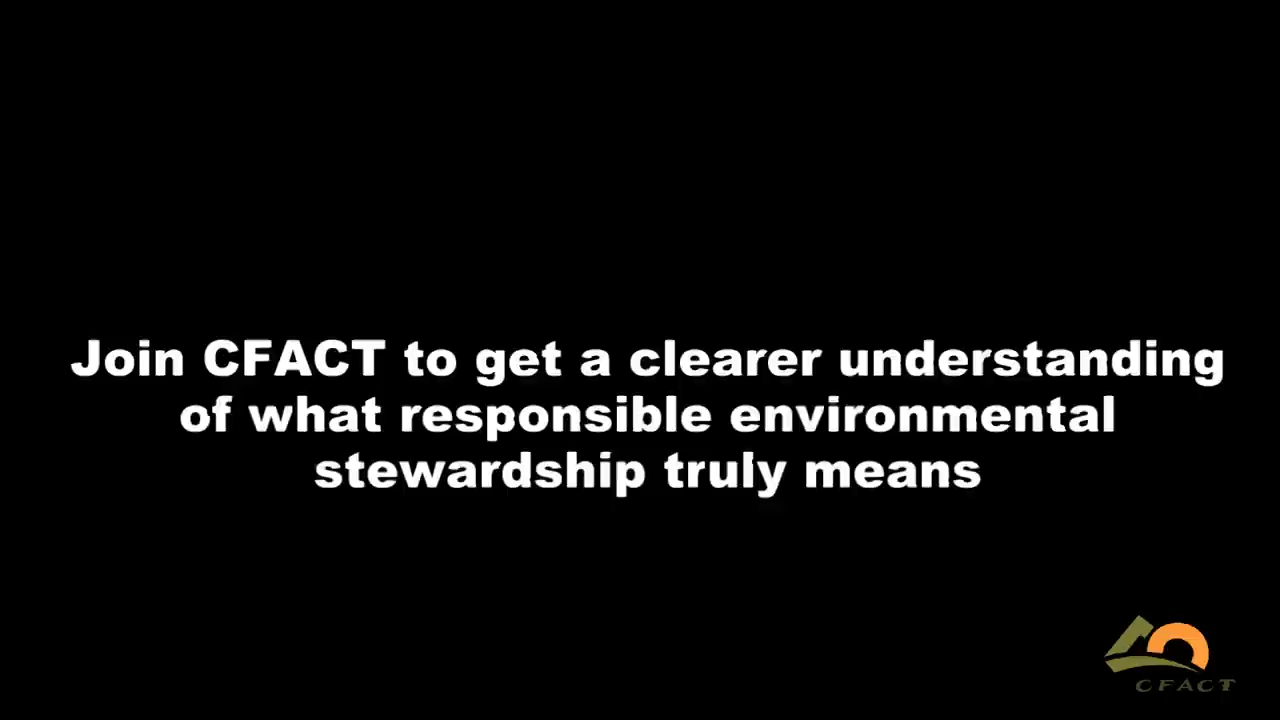 Join CFACT to get a clearer understanding
of what responsible environmental
stewardship truly means
CFACT